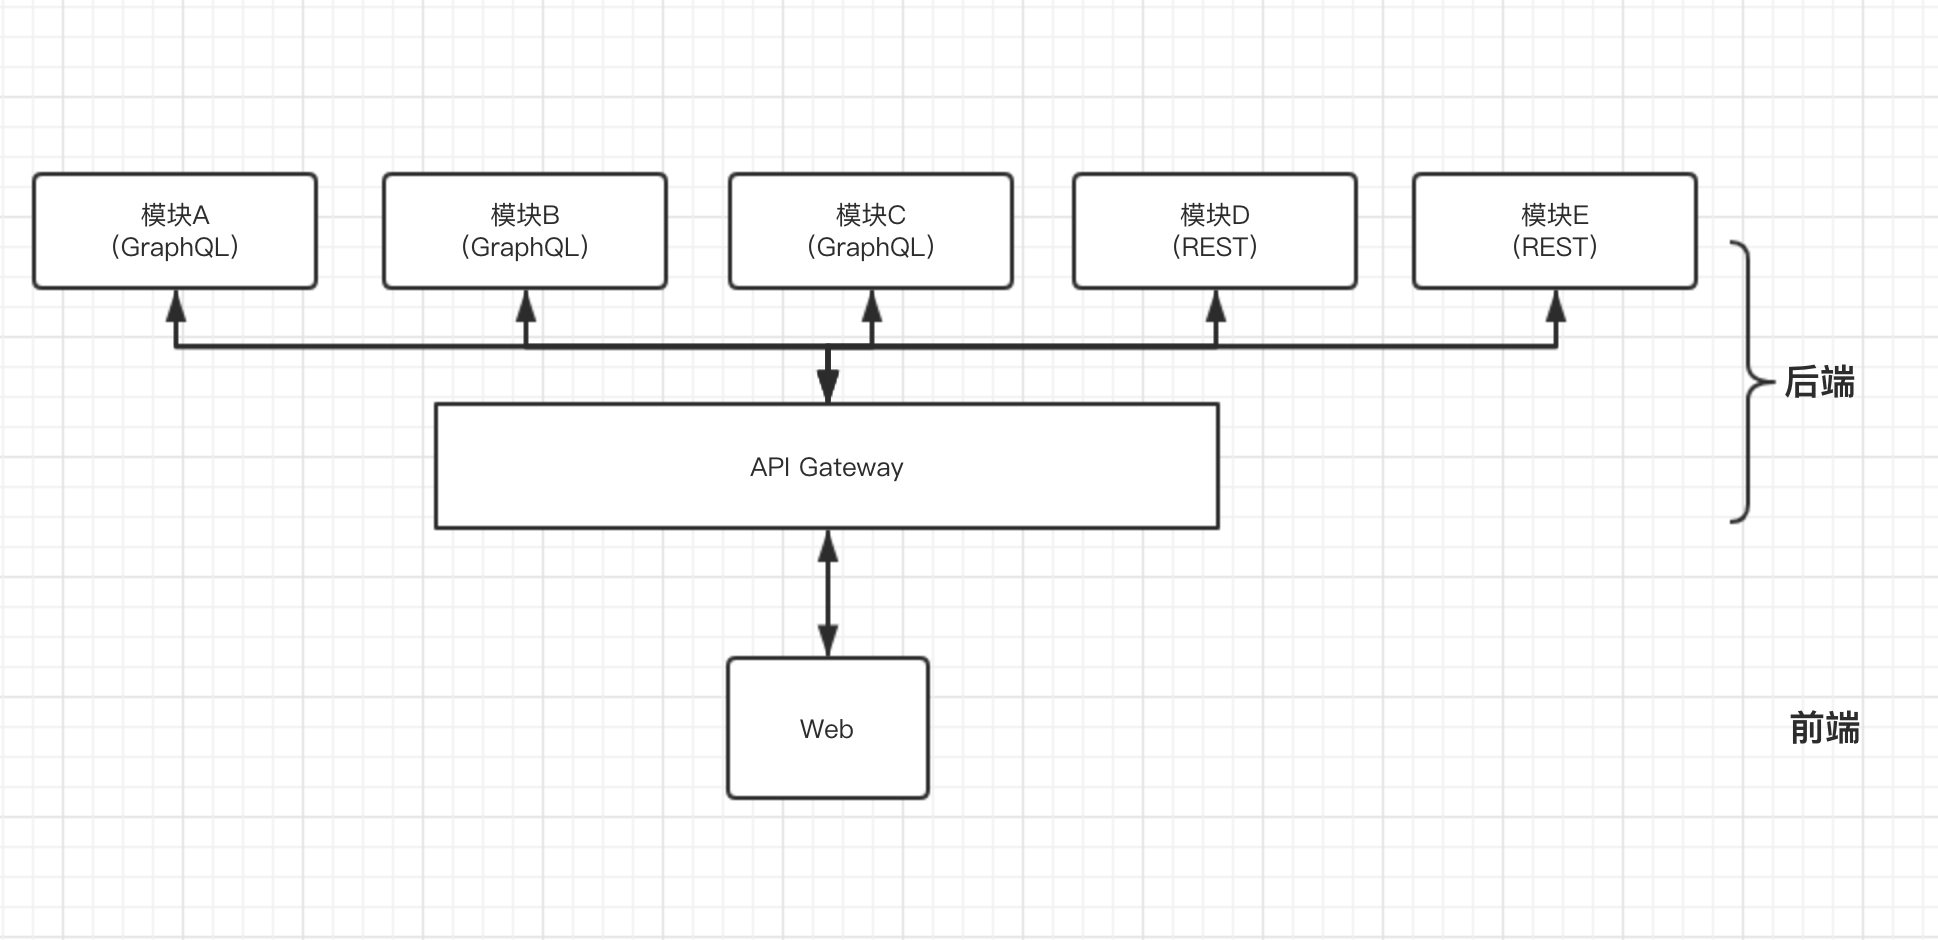 模块A
(GraphQL)
模块B
(GraphQL)
模块C
(GraphQL)
模块D
(REST)
模块E
(REST)
后端
API Gateway
Web
前端